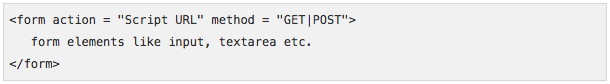 <form action = "Script URL" method = "GET|POST">
   form elements like input, textarea etc.
</form>